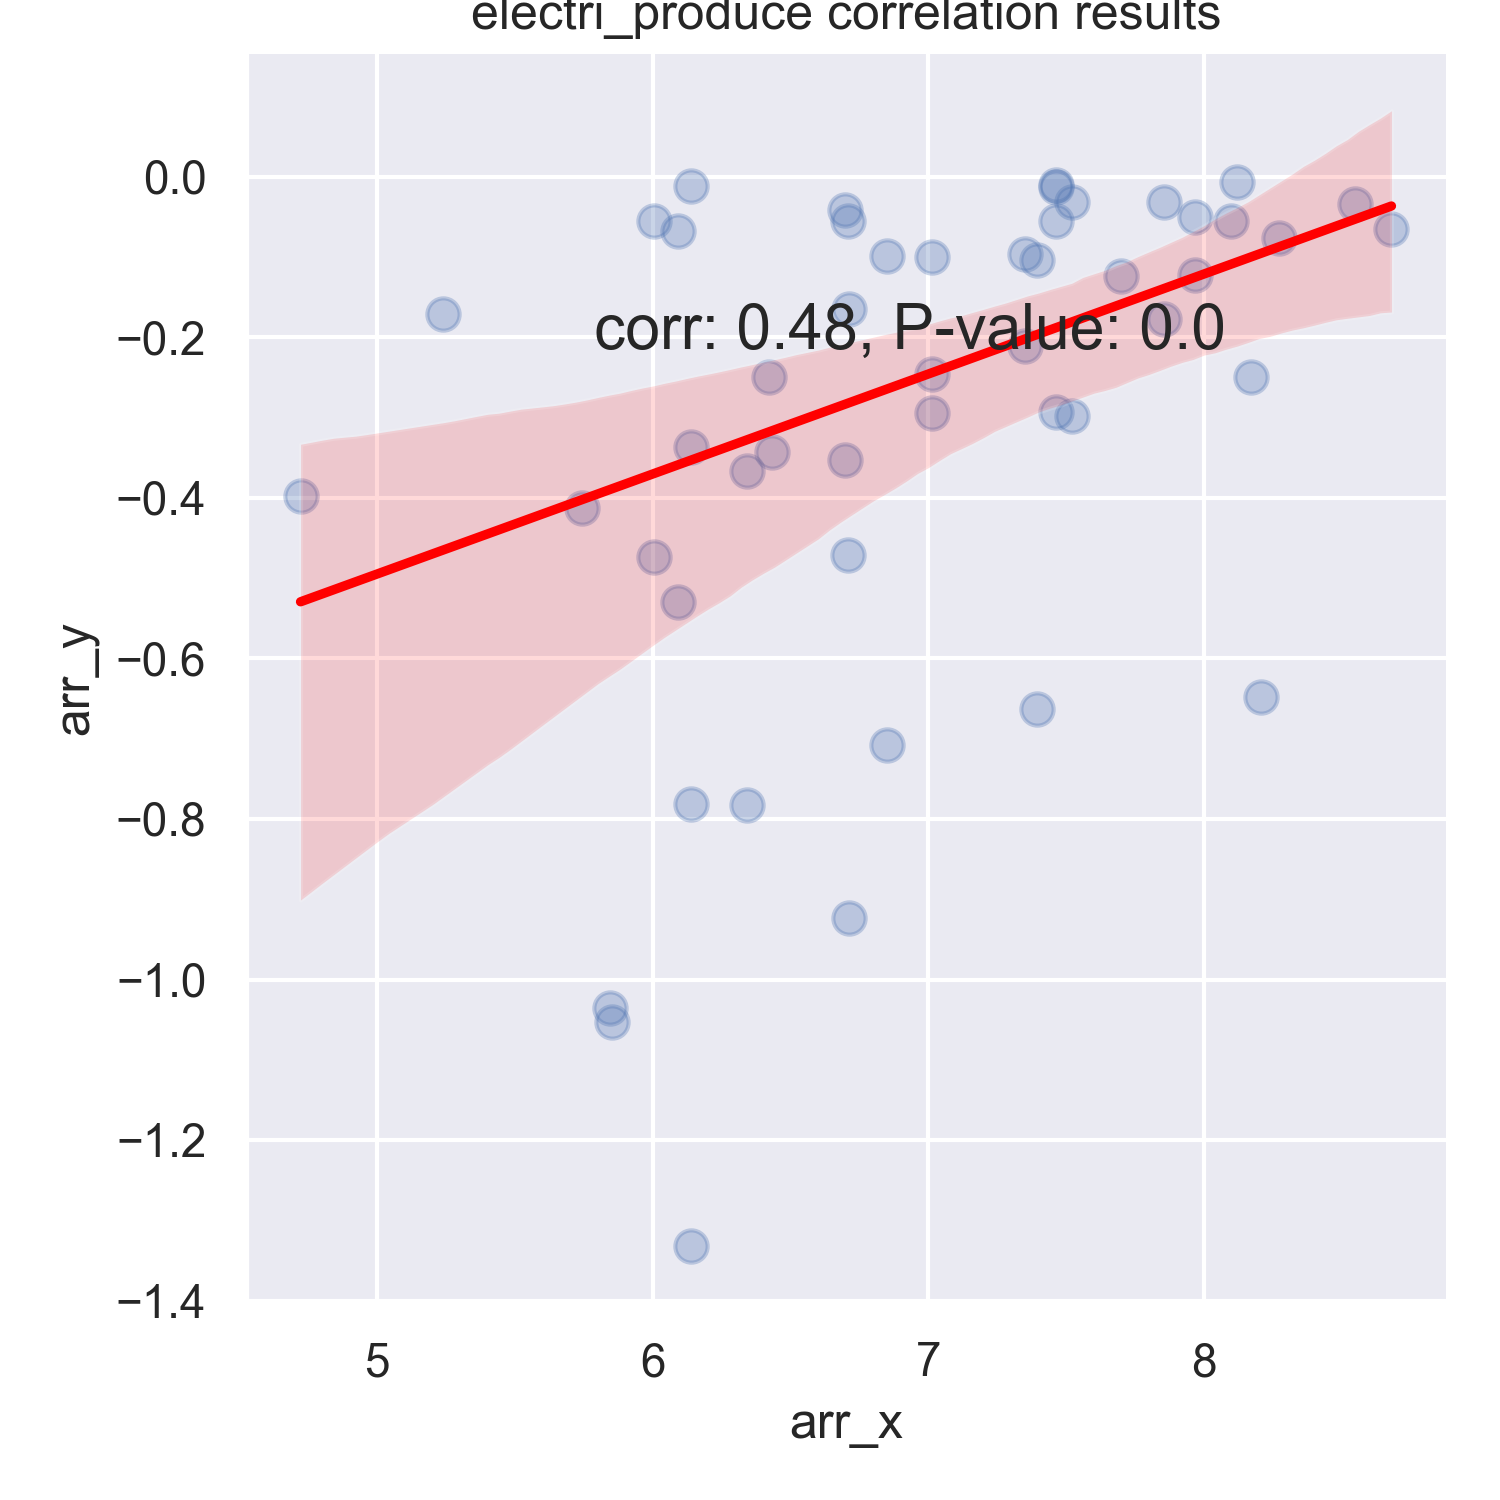 electri_produce correlation results
0.0
−0.2
−0.4
−0.6
−0.8
−1.0
−1.2
−1.4
arr_y
corr: 0.48, P-value: 0.0
5 6 7 8
arr_x